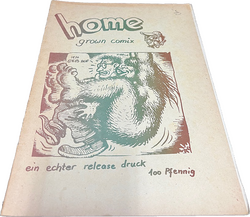 home
grown comix
ein echter release druck
100 Pfennig